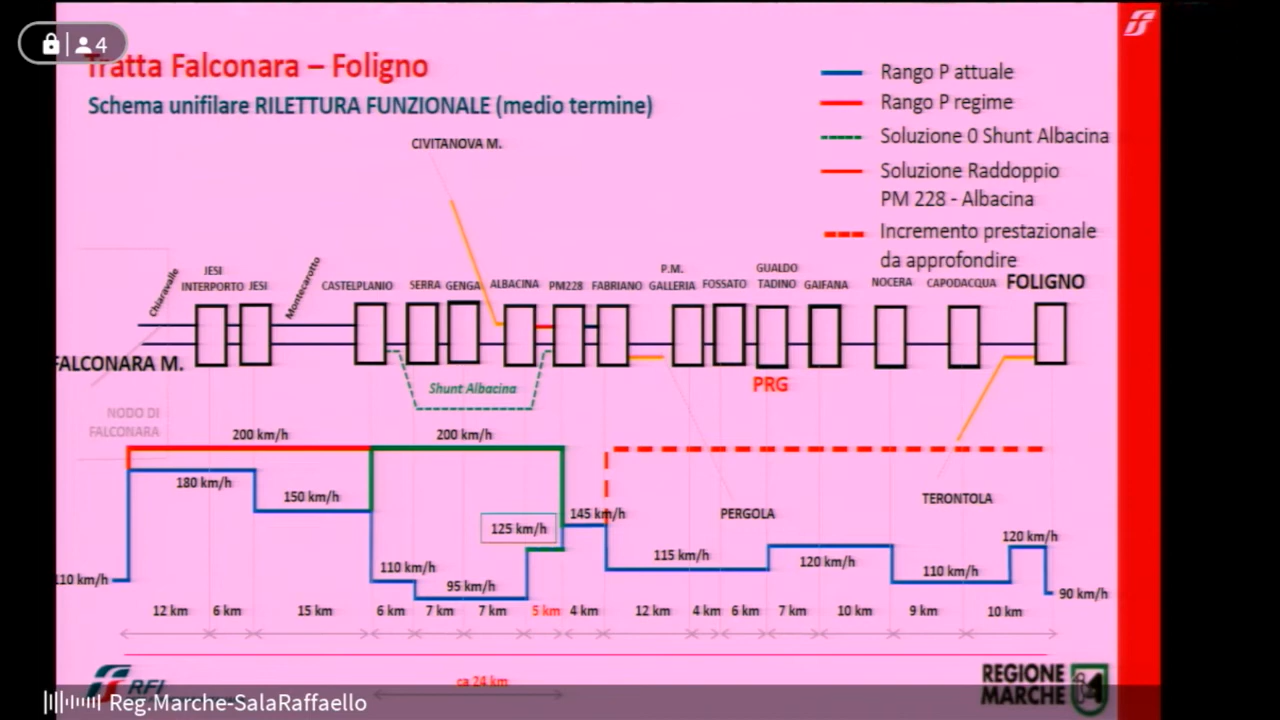 4
Tratta Falconara – Foligno
Schema unifilare RILETTURA FUNZIONALE (medio termine)
Rango P attuale
Rango P regime
Soluzione 0 Shunt Albacina
Soluzione Raddoppio
PM 228 - Albacina
Incremento prestazionale
da approfondire
CIVITANOVA M.
Chiaravalle
JESI
INTERPORTO
JESI
Montecarotto
CASTELPLANIO
SERRA
GENGA
ALBACINA
PM228
FABRIANO
P.M.
GALLERIA
FOSSATO
GUALDO
TADINO
GAIFANA
NOCERA
CAPODACQUA
FOLIGNO
FALCONARA M.
Shunt Albacina
PRG
NODO DI
FALCONARA
200 km/h
200 km/h
180 km/h
150 km/h
125 km/h
145 km/h
PERGOLA
TERONTOLA
110 km/h
110 km/h
95 km/h
115 km/h
120 km/h
110 km/h
120 km/h
90 km/h
12 km
6 km
15 km
6 km
7 km
7 km
5 km
4 km
12 km
4 km
6 km
7 km
10 km
9 km
10 km
ca 24 km
RFI
REGIONE
MARCHE
Reg.Marche-SalaRaffaello